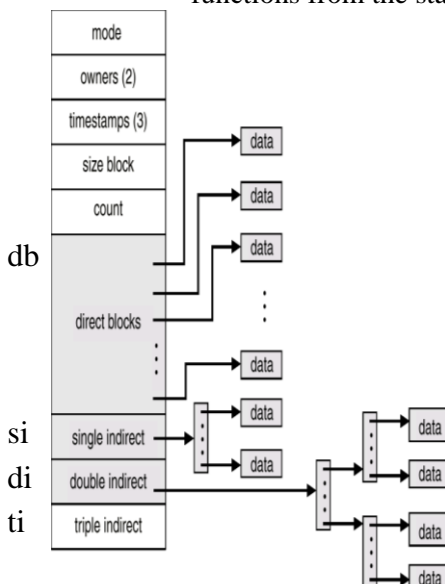 functions from the sta
mode
owners (2)
timestamps (3)
size block
count
direct blocks
single indirect
double indirect
triple indirect
db
si
di
ti
data
data
data
data
data
data
data
data
data
data